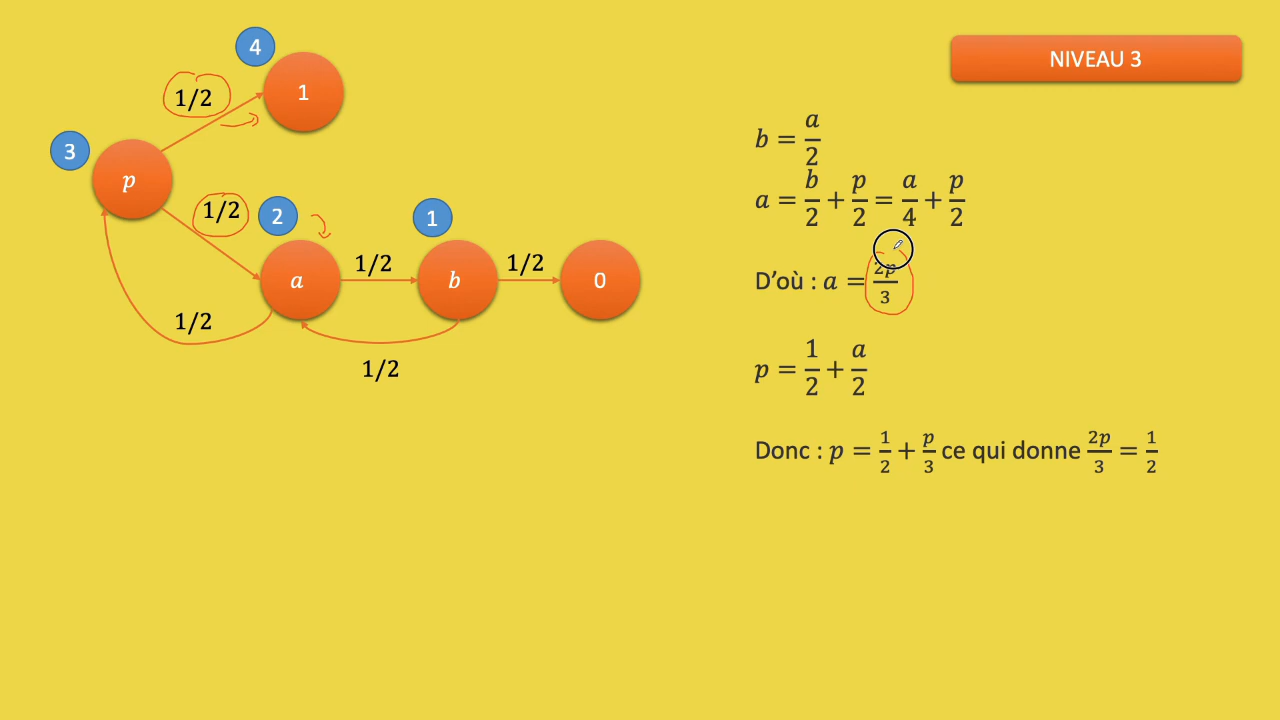 NIVEAU 3
4
1/2
1
3
p
1/2
2
1
a
1/2
b
1/2
0
1/2
1/2
b = a/2
a = b/2 + p/2 = a/4 + p/2
D’où : a = 2p/3
p = 1/2 + a/2
Donc : p = 1/2 + p/3 ce qui donne 2p/3 = 1/2